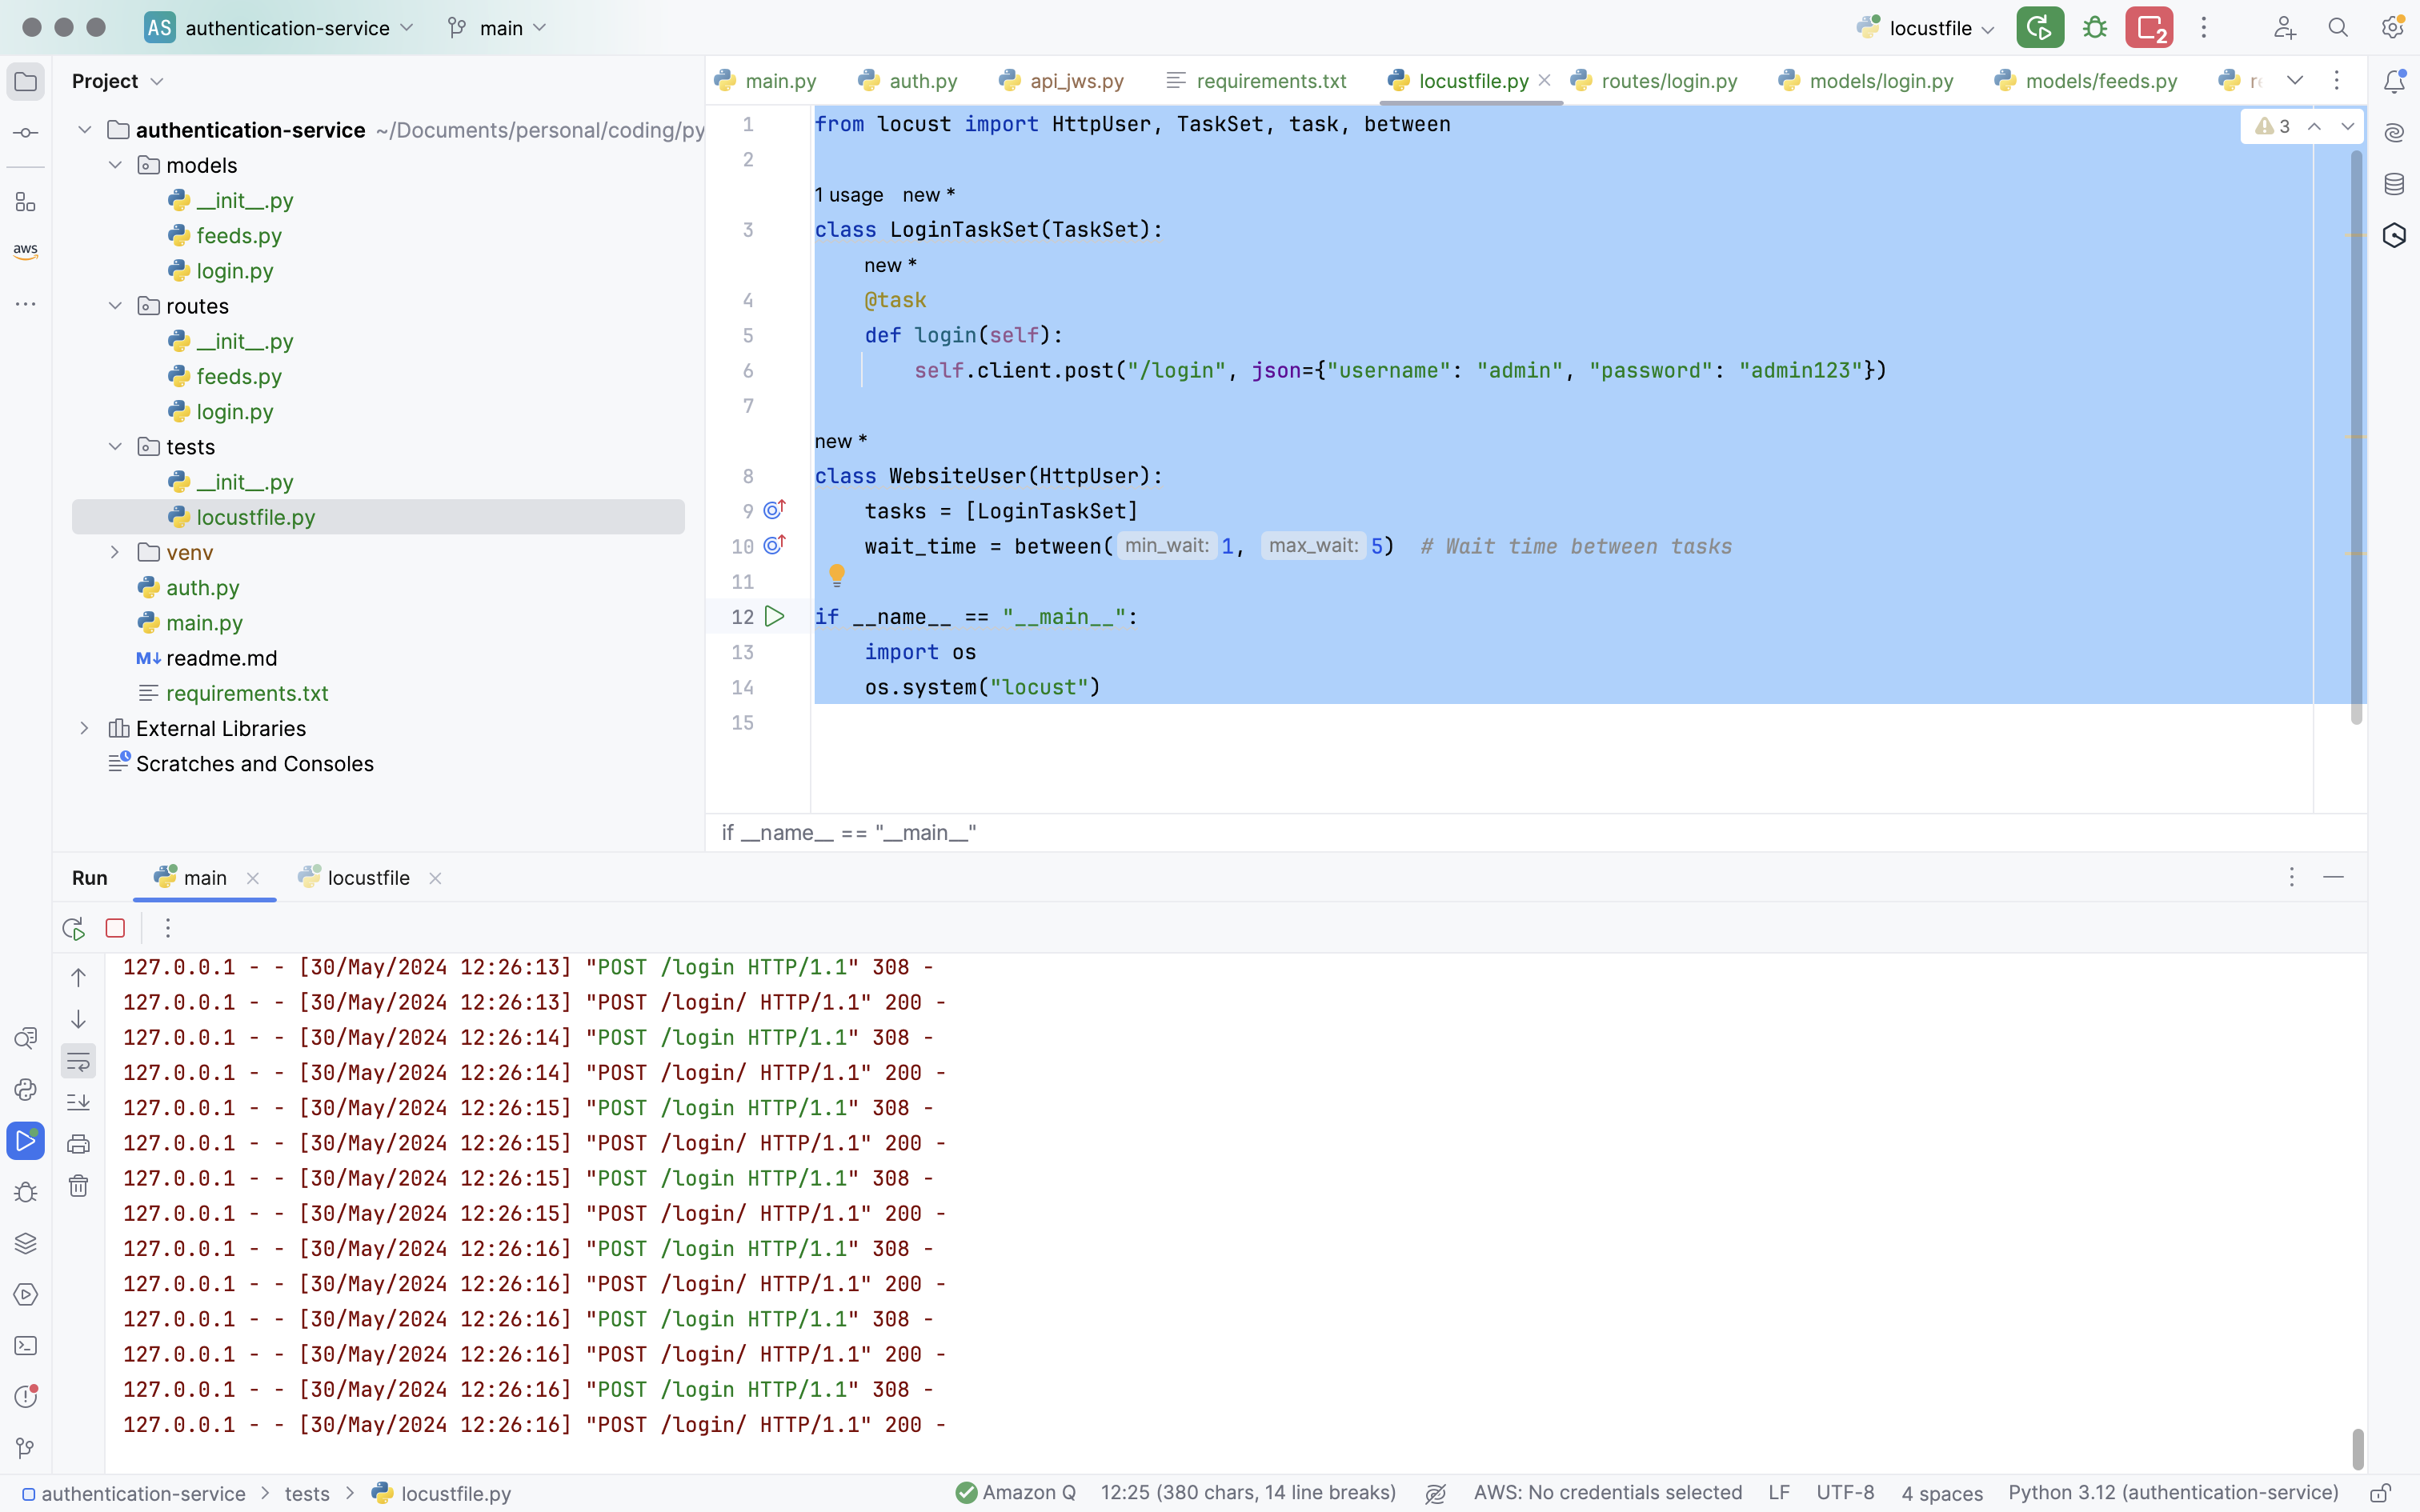 AS authentication-service main locustfile 2
Project
authentication-service ~/Documents/personal/coding/py
models
__init__.py
feeds.py
login.py
routes
__init__.py
feeds.py
login.py
tests
__init__.py
locustfile.py
venv
auth.py
main.py
M↓ readme.md
requirements.txt
External Libraries
Scratches and Consoles
aws
main.py auth.py api_jws.py requirements.txt locustfile.py routes/login.py models/login.py models/feeds.py
3
1 from locust import HttpUser, TaskSet, task, between
2
1 usage new *
3 class LoginTaskSet(TaskSet):
new *
4 @task
5 def login(self):
6 self.client.post("/login", json={"username": "admin", "password": "admin123"})
7
new *
8 class WebsiteUser(HttpUser):
9 tasks = [LoginTaskSet]
10 wait_time = between( min_wait: 1, max_wait: 5) # Wait time between tasks
11
12 if __name__ == "__main__":
13 import os
14 os.system("locust")
15
if __name__ == "__main__"
Run main locustfile
127.0.0.1 - - [30/May/2024 12:26:13] "POST /login HTTP/1.1" 308 -
127.0.0.1 - - [30/May/2024 12:26:13] "POST /login/ HTTP/1.1" 200 -
127.0.0.1 - - [30/May/2024 12:26:14] "POST /login HTTP/1.1" 308 -
127.0.0.1 - - [30/May/2024 12:26:14] "POST /login/ HTTP/1.1" 200 -
127.0.0.1 - - [30/May/2024 12:26:15] "POST /login HTTP/1.1" 308 -
127.0.0.1 - - [30/May/2024 12:26:15] "POST /login/ HTTP/1.1" 200 -
127.0.0.1 - - [30/May/2024 12:26:15] "POST /login HTTP/1.1" 308 -
127.0.0.1 - - [30/May/2024 12:26:15] "POST /login/ HTTP/1.1" 200 -
127.0.0.1 - - [30/May/2024 12:26:16] "POST /login HTTP/1.1" 308 -
127.0.0.1 - - [30/May/2024 12:26:16] "POST /login/ HTTP/1.1" 200 -
127.0.0.1 - - [30/May/2024 12:26:16] "POST /login HTTP/1.1" 308 -
127.0.0.1 - - [30/May/2024 12:26:16] "POST /login/ HTTP/1.1" 200 -
127.0.0.1 - - [30/May/2024 12:26:16] "POST /login HTTP/1.1" 308 -
127.0.0.1 - - [30/May/2024 12:26:16] "POST /login/ HTTP/1.1" 200 -
authentication-service > tests > locustfile.py Amazon Q 12:25 (380 chars, 14 line breaks) AWS: No credentials selected LF UTF-8 4 spaces Python 3.12 (authentication-service)